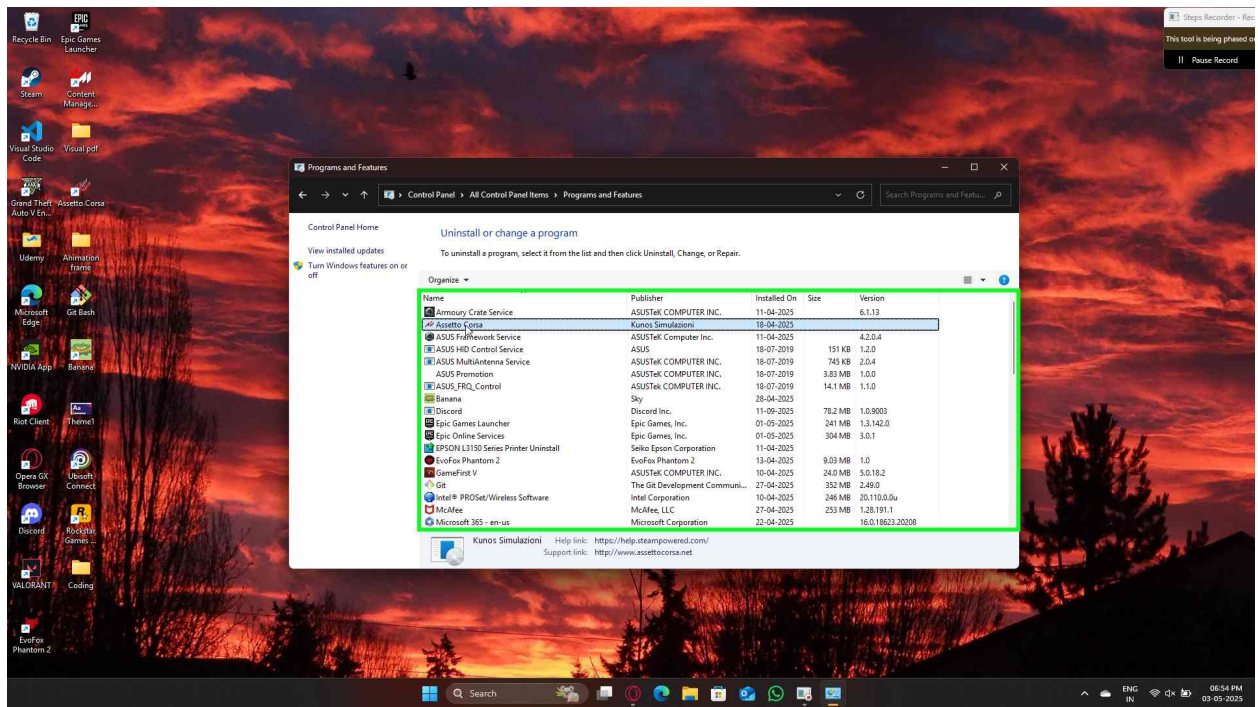 Recycle Bin
Epic Games Launcher
Steam
Content Manage...
Visual Studio Code
Visual pdf
Grand Theft Auto V En...
Assetto Corsa
Udemy
Animation frame
Microsoft Edge
Git Bash
NVIDIA App
Banana
Riot Client
Theme1
Opera GX Browser
Ubisoft Connect
Discord
Rockstar Games ...
VALORANT
Coding
EvoFox Phantom 2
Steps Recorder - Rec
This tool is being phased o
Pause Record
Programs and Features
Control Panel > All Control Panel Items > Programs and Features
Search Programs and Featu...
Control Panel Home
View installed updates
Turn Windows features on or off
Uninstall or change a program
To uninstall a program, select it from the list and then click Uninstall, Change, or Repair.
Organize
Name Publisher Installed On Size Version
Armoury Crate Service ASUSTeK COMPUTER INC. 11-04-2025 6.1.13
Assetto Corsa Kunos Simulazioni 18-04-2025
ASUS Framework Service ASUSTeK Computer Inc. 11-04-2025 4.2.0.4
ASUS HID Control Service ASUS 18-07-2019 151 KB 1.2.0
ASUS MultiAntenna Service ASUSTeK COMPUTER INC. 18-07-2019 745 KB 2.0.4
ASUS Promotion ASUSTeK COMPUTER INC. 18-07-2019 3.83 MB 1.0.0
ASUS_FRQ_Control ASUSTeK COMPUTER INC. 18-07-2019 14.1 MB 1.1.0
Banana Sky 28-04-2025
Discord Discord Inc. 11-09-2025 78.2 MB 1.0.9003
Epic Games Launcher Epic Games, Inc. 01-05-2025 241 MB 1.3.142.0
Epic Online Services Epic Games, Inc. 01-05-2025 304 MB 3.0.1
EPSON L3150 Series Printer Uninstall Seiko Epson Corporation 11-04-2025
EvoFox Phantom 2 EvoFox Phantom 2 13-04-2025 9.03 MB 1.0
GameFirst V ASUSTeK COMPUTER INC. 10-04-2025 24.0 MB 5.0.18.2
Git The Git Development Communi... 27-04-2025 352 MB 2.49.0
Intel® PROSet/Wireless Software Intel Corporation 10-04-2025 246 MB 20.110.0.0u
McAfee McAfee, LLC 27-04-2025 253 MB 1.28.191.1
Microsoft 365 - en-us Microsoft Corporation 22-04-2025 16.0.18623.20208
Kunos Simulazioni Help link: https://help.steampowered.com/
Support link: http://www.assettocorsa.net
Search
ENG
IN
06:54 PM
03-05-2025